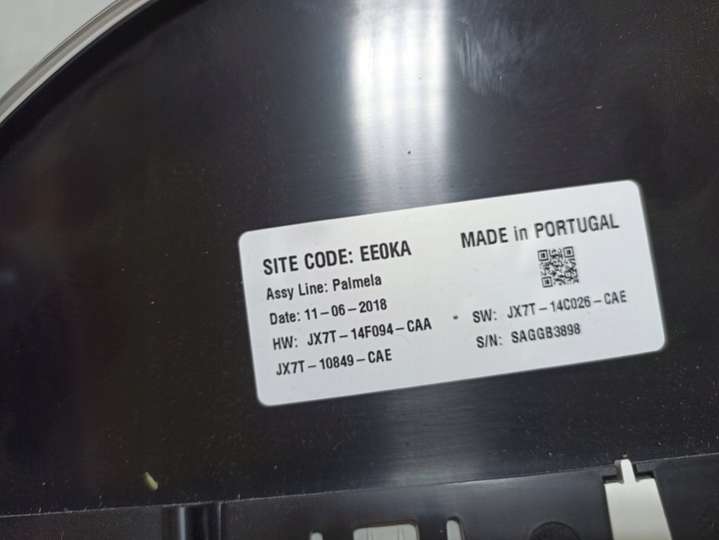 SITE CODE: EE0KA
MADE in PORTUGAL
Assy Line: Palmela
Date: 11-06-2018
HW: JX7T-14F094-CAA
SW: JX7T-14C026-CAE
JX7T-10849-CAE
S/N: SAGGB3898